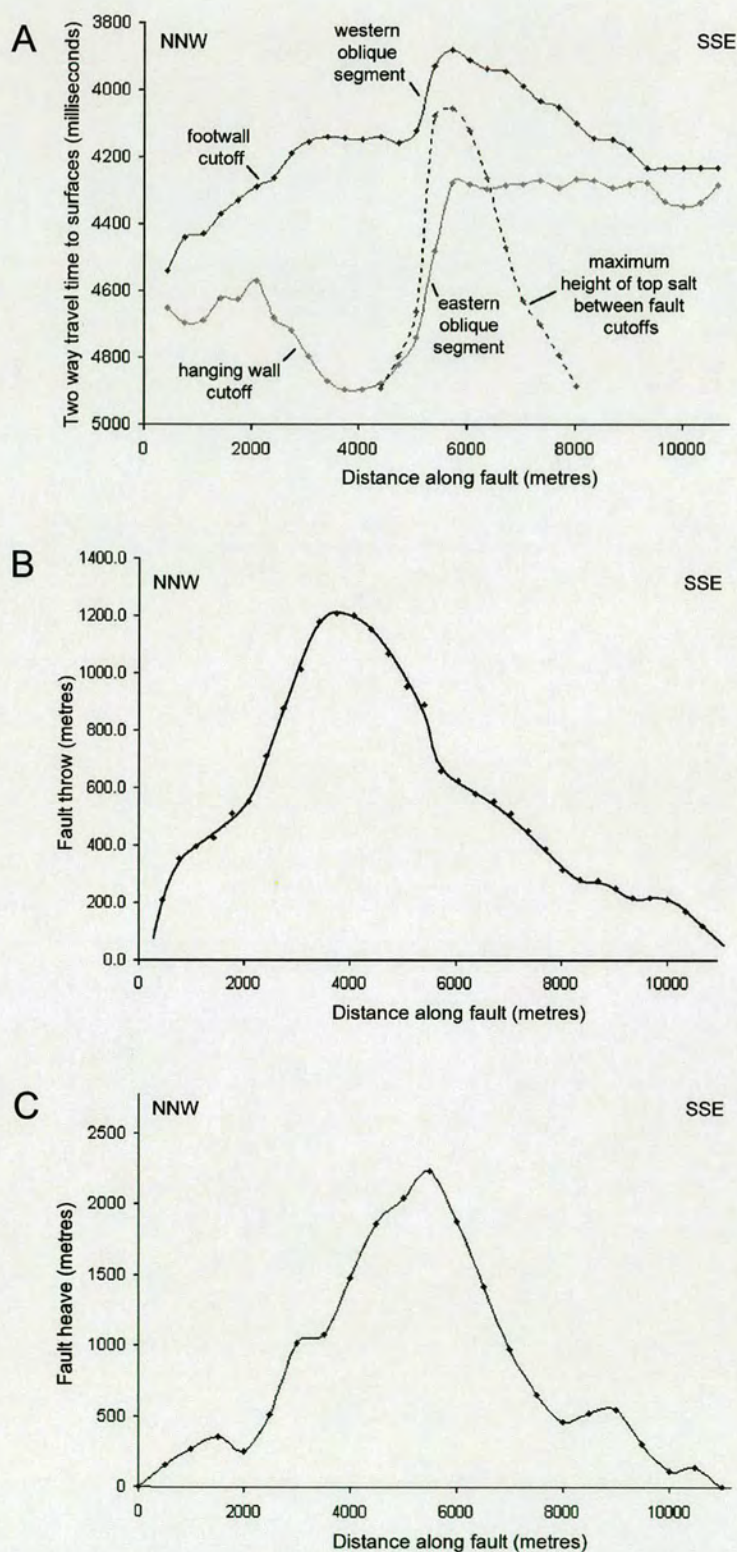 A
NNW
SSE
western
oblique
segment
footwall
cutoff
hanging wall
cutoff
eastern
oblique
segment
maximum
height of top salt
between fault
cutoffs
Two way travel time to surfaces (milliseconds)
3800
4000
4200
4400
4600
4800
5000
0
2000
4000
6000
8000
10000
Distance along fault (metres)
B
NNW
SSE
Fault throw (metres)
1400.0
1200.0
1000.0
800.0
600.0
400.0
200.0
0.0
0
2000
4000
6000
8000
10000
Distance along fault (metres)
C
NNW
SSE
Fault heave (metres)
2500
2000
1500
1000
500
0
0
2000
4000
6000
8000
10000
Distance along fault (metres)